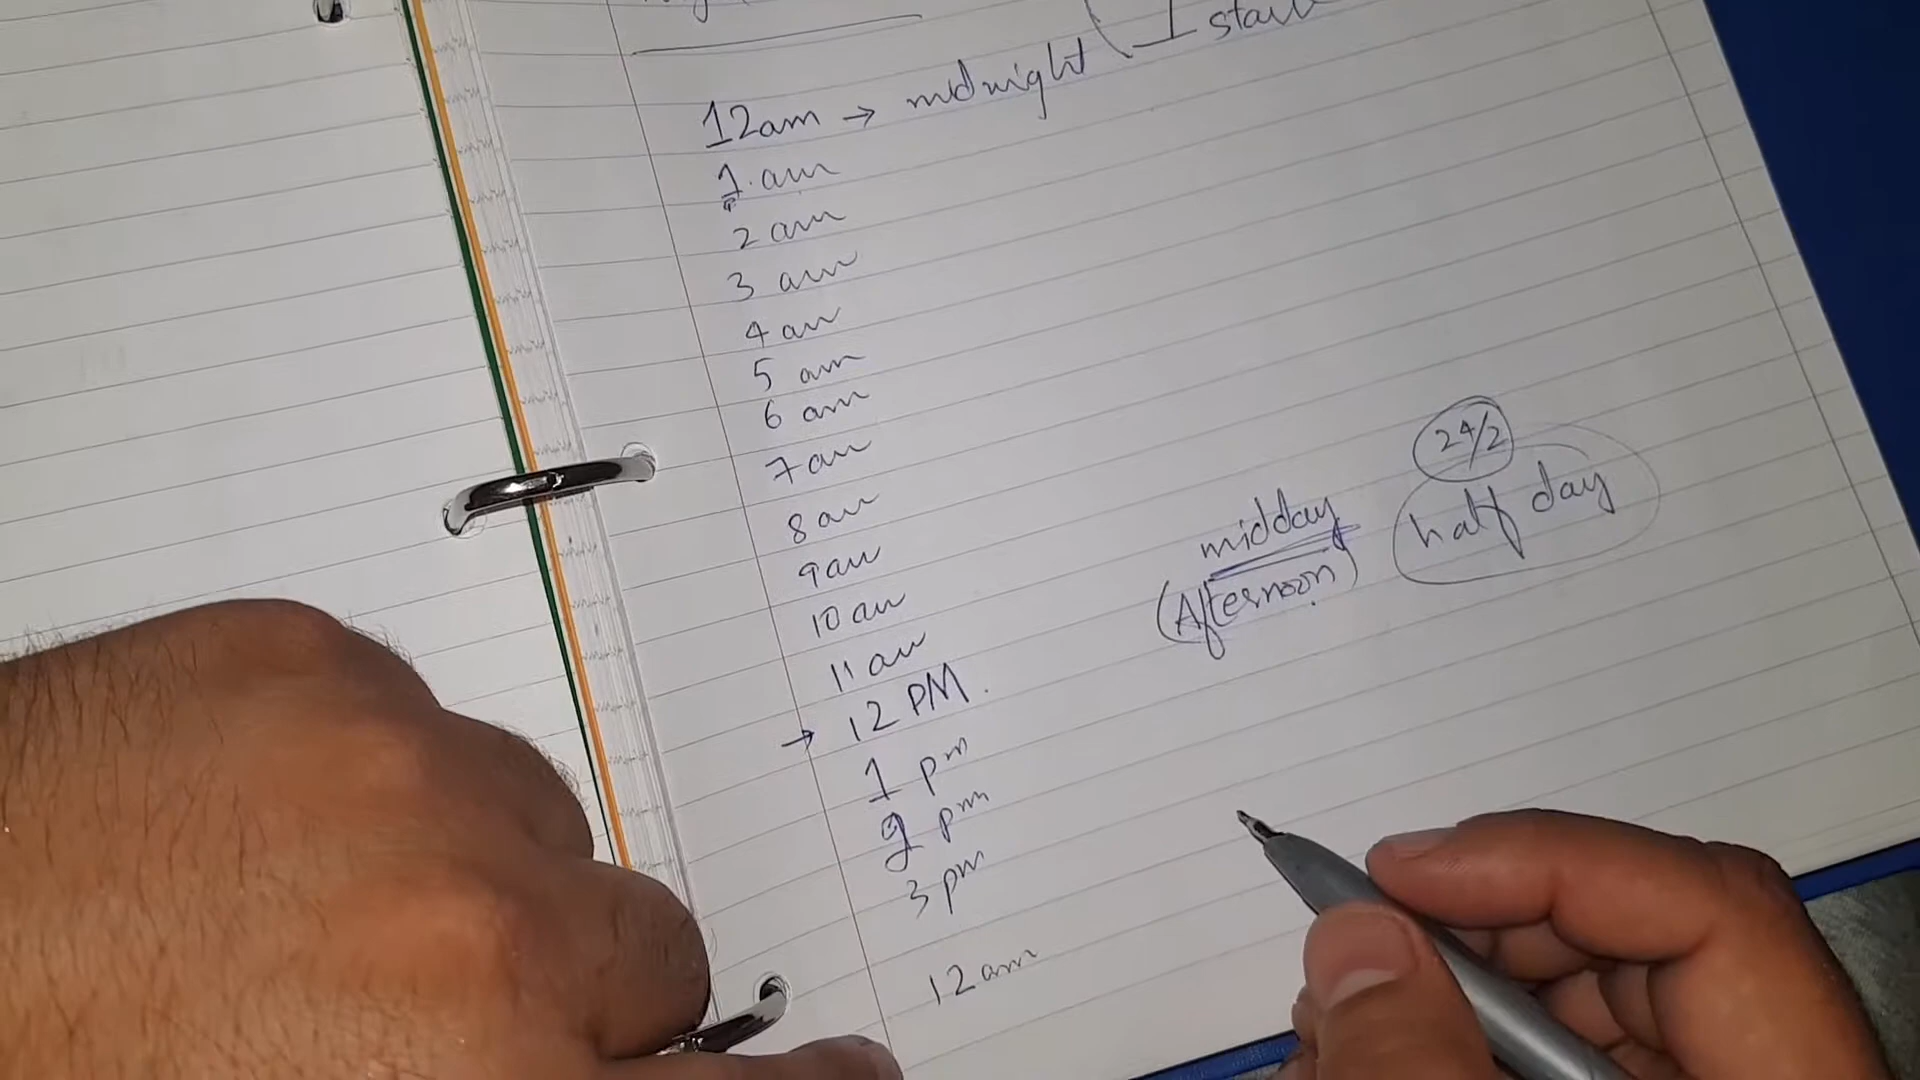 12am → midnight (I start
1 am
2 am
3 am
4 am
5 am
6 am
7 am
8 am
9 am
10 am
11 am
→ 12 PM.
1 pm
2 pm
3 pm
12 am
24/2
midday
half day
(Afternoon)